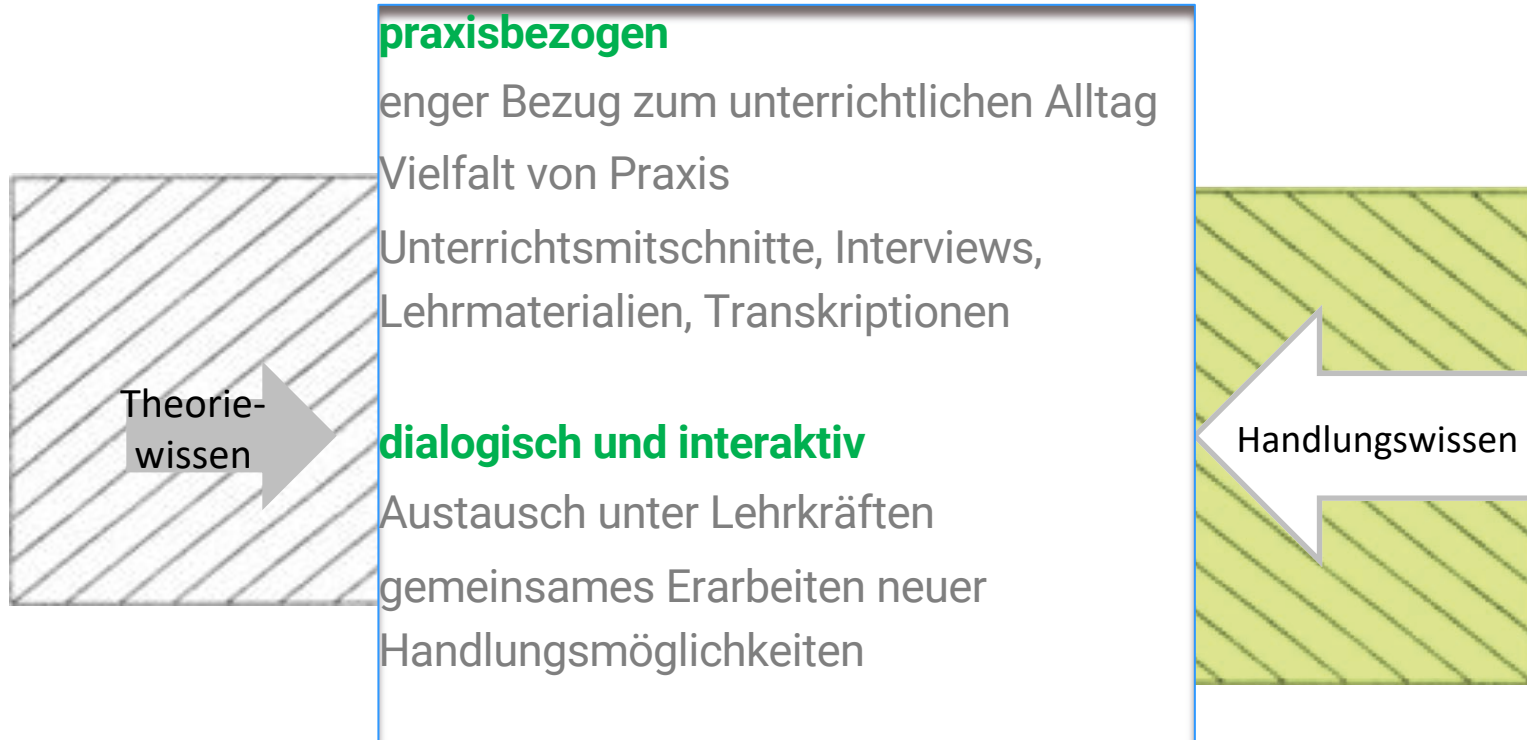 praxisbezogen
enger Bezug zum unterrichtlichen Alltag
Vielfalt von Praxis
Unterrichtsmitschnitte, Interviews,
Lehrmaterialien, Transkriptionen
Theorie-
wissen
dialogisch und interaktiv
Handlungswissen
Austausch unter Lehrkräften
gemeinsames Erarbeiten neuer
Handlungsmöglichkeiten